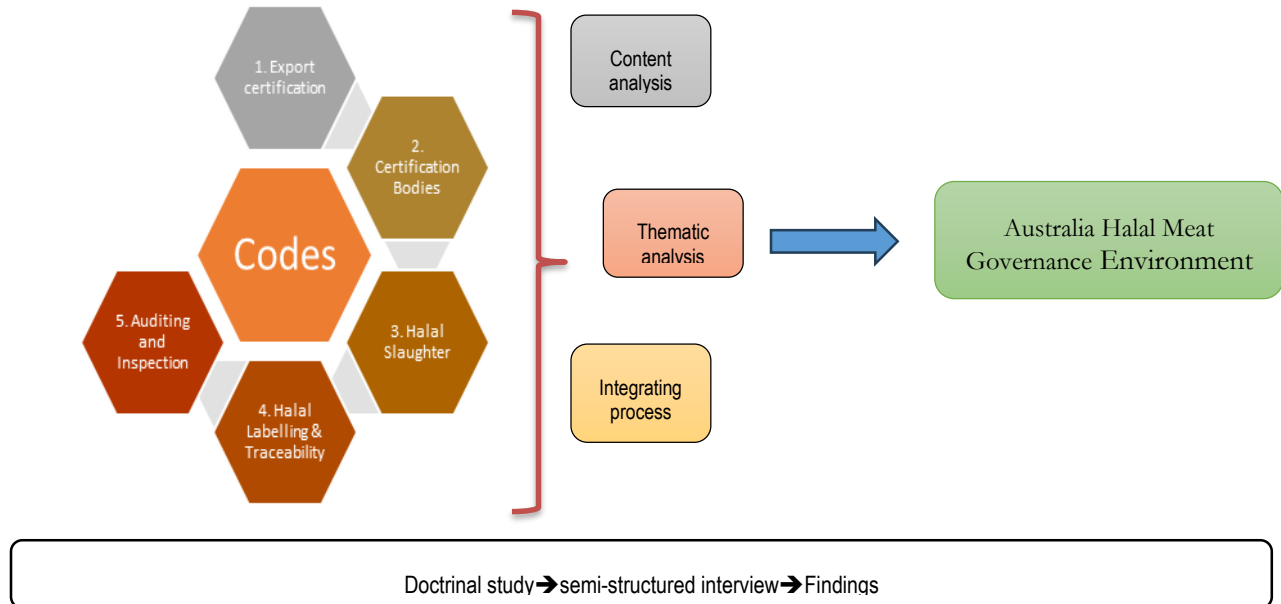 1. Export
certification
2.
Certification
Bodies
Codes
3. Halal
Slaughter
4. Halal
Labelling &
Traceability
5. Auditing
and
Inspection
Content
analysis
Thematic
analysis
Integrating
process
Australia Halal Meat
Governance Environment
Doctrinal study➔semi-structured interview➔Findings